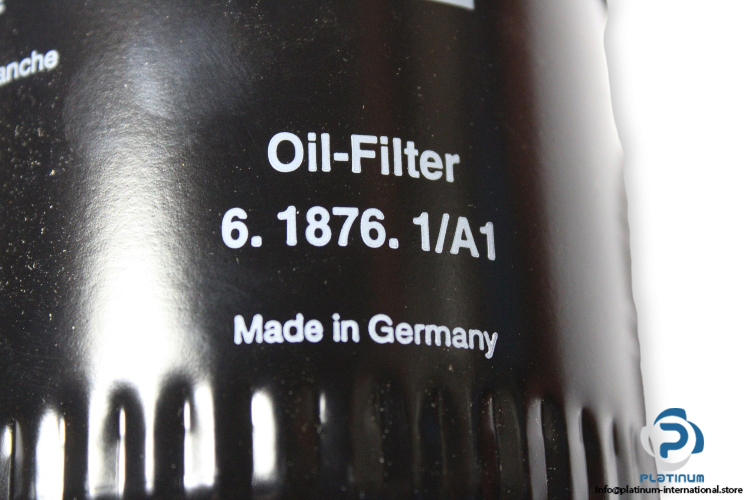 anche
Oil-Filter
6. 1876. 1/A1
Made in Germany
PLATINUM
info@platinum-international.store